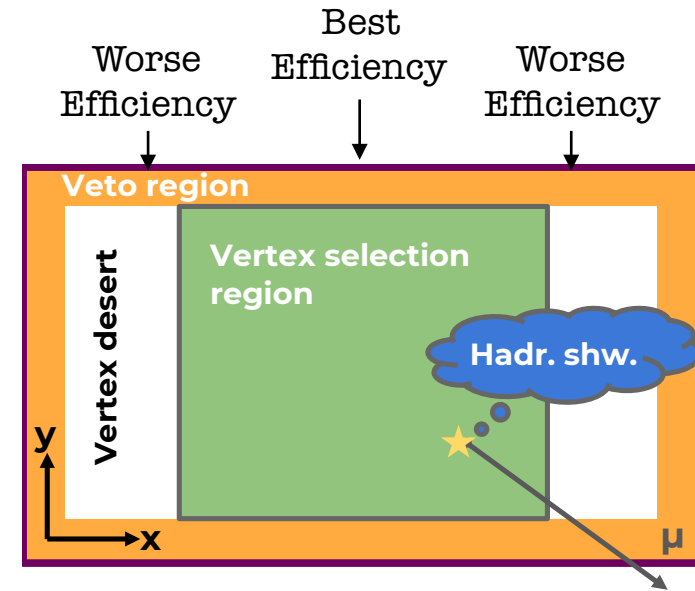 Best
Efficiency
Worse
Efficiency
Worse
Efficiency
Veto region
Vertex desert
Vertex selection
region
Hadr. shw.
y
x
μ